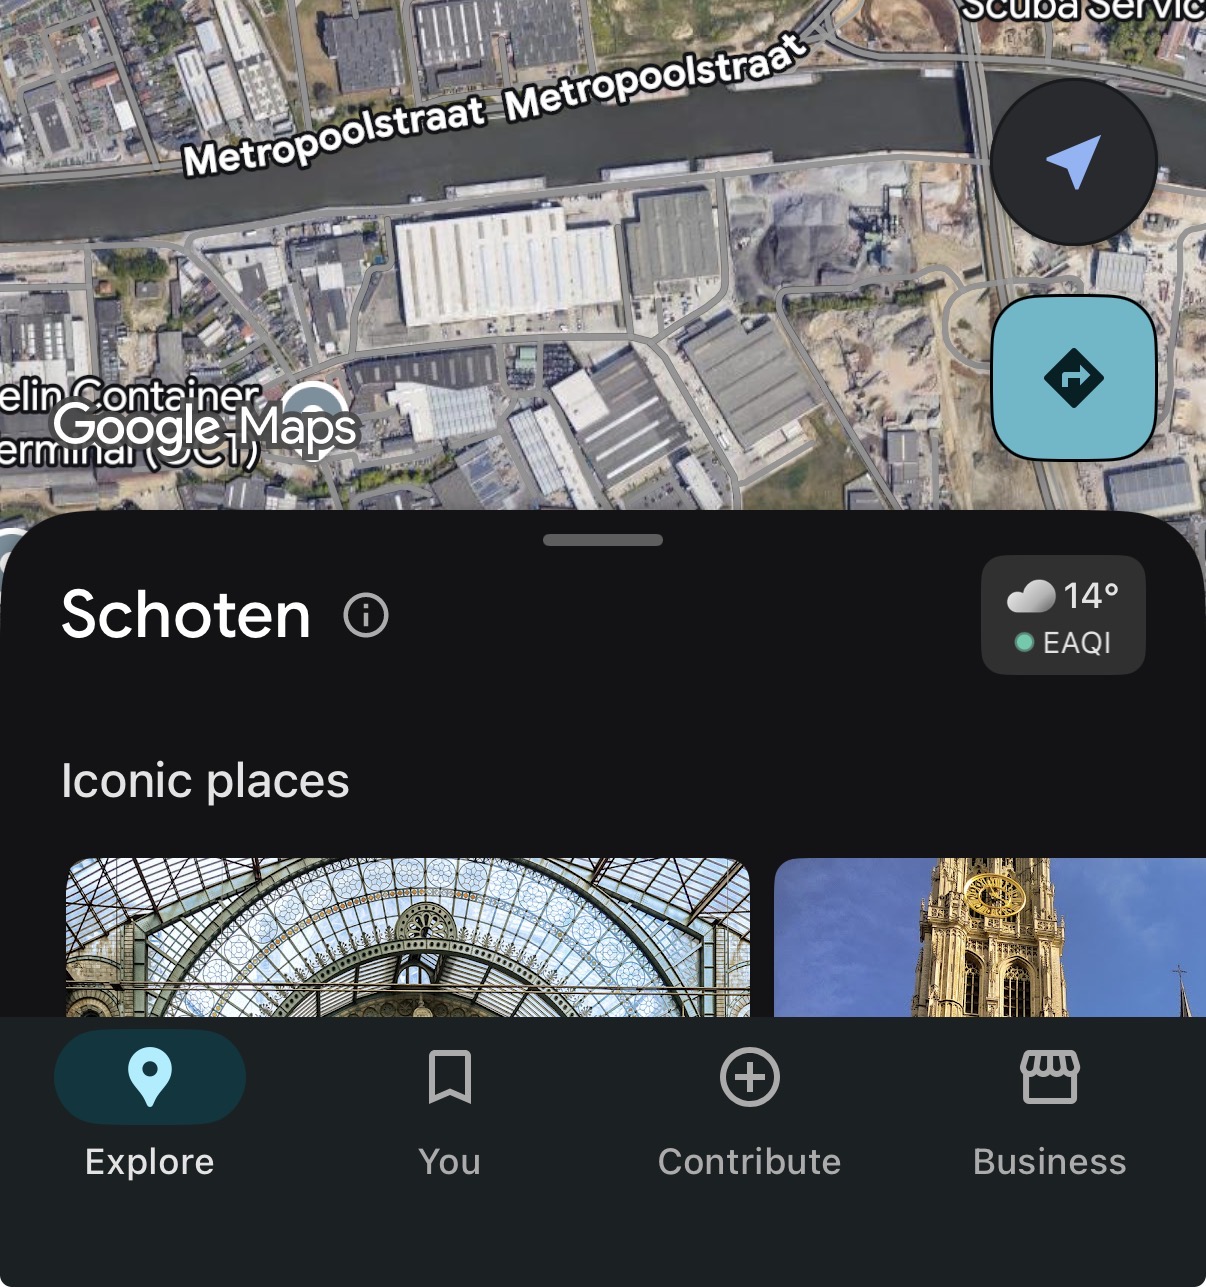 Scuba Servic
Metropoolstraat Metropoolstraat
elin Container
erminal (OCT)
Google Maps
Schoten
14°
EAQI
Iconic places
Explore
You
Contribute
Business